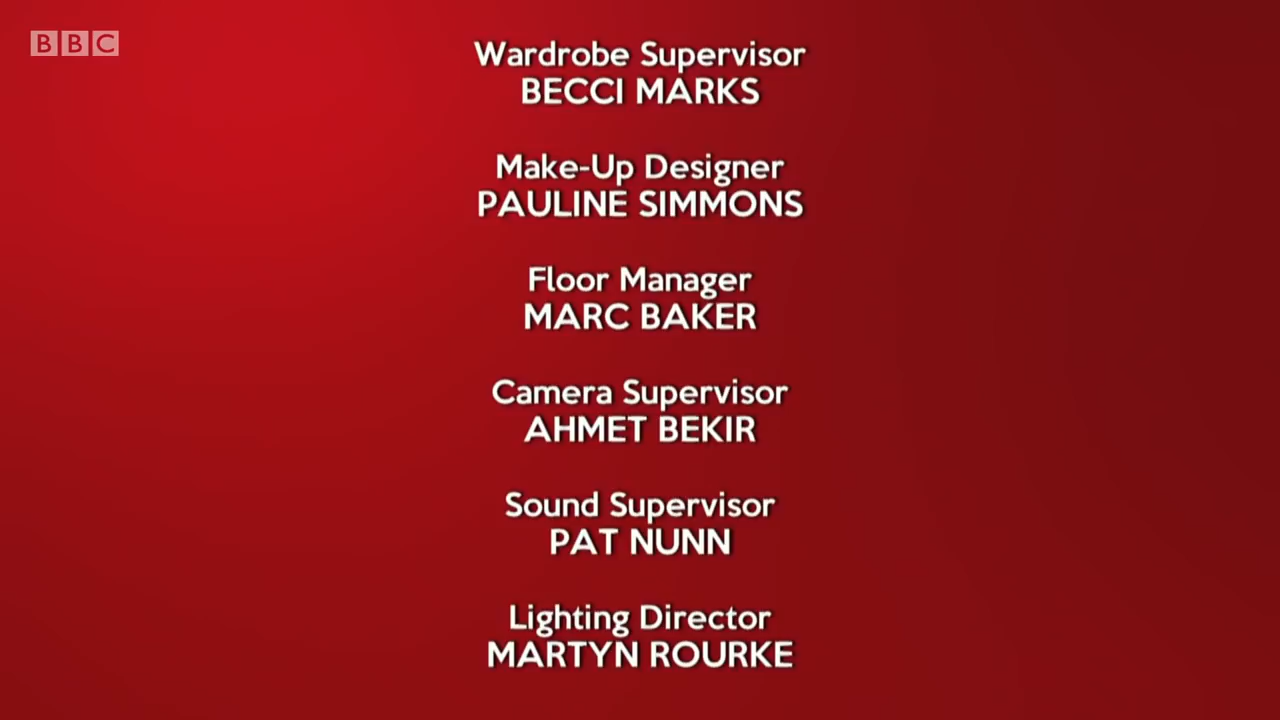 BBC
Wardrobe Supervisor
BECCI MARKS
Make-Up Designer
PAULINE SIMMONS
Floor Manager
MARC BAKER
Camera Supervisor
AHMET BEKIR
Sound Supervisor
PAT NUNN
Lighting Director
MARTYN ROURKE